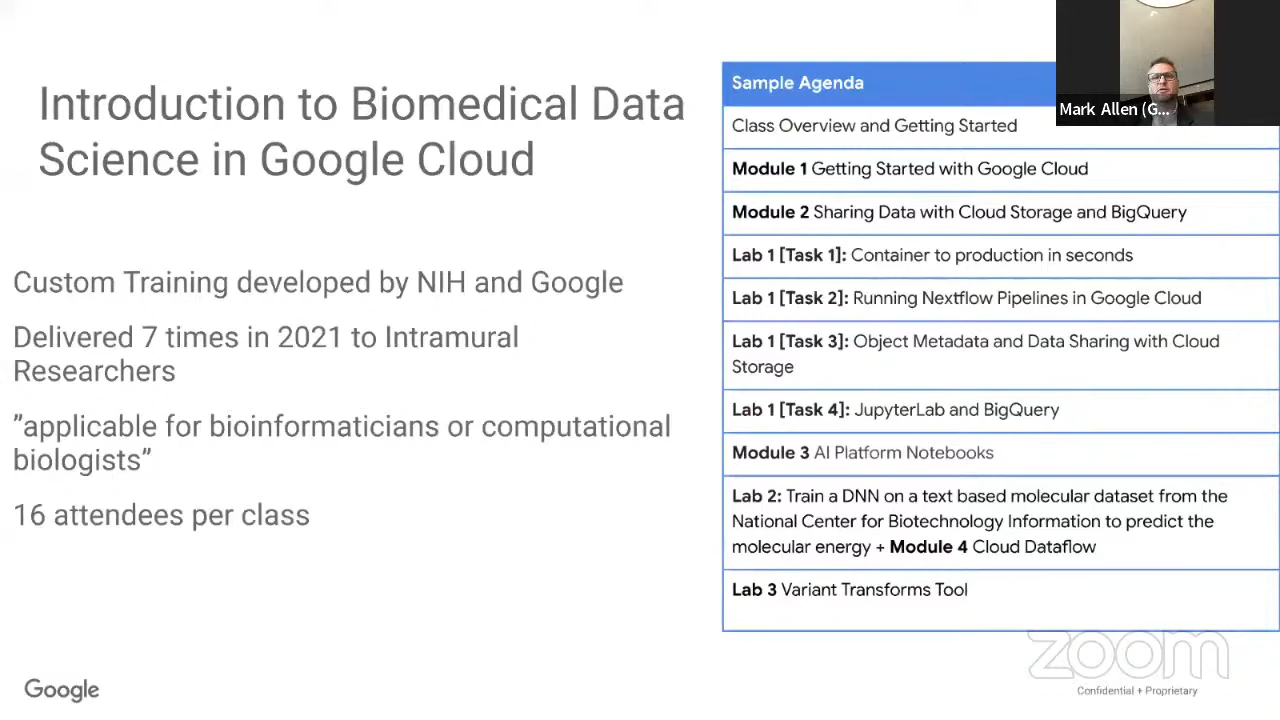 Introduction to Biomedical Data
Science in Google Cloud
Custom Training developed by NIH and Google
Delivered 7 times in 2021 to Intramural
Researchers
”applicable for bioinformaticians or computational
biologists”
16 attendees per class
Sample Agenda
Class Overview and Getting Started
Module 1 Getting Started with Google Cloud
Module 2 Sharing Data with Cloud Storage and BigQuery
Lab 1 [Task 1]: Container to production in seconds
Lab 1 [Task 2]: Running Nextflow Pipelines in Google Cloud
Lab 1 [Task 3]: Object Metadata and Data Sharing with Cloud
Storage
Lab 1 [Task 4]: JupyterLab and BigQuery
Module 3 AI Platform Notebooks
Lab 2: Train a DNN on a text based molecular dataset from the
National Center for Biotechnology Information to predict the
molecular energy + Module 4 Cloud Dataflow
Lab 3 Variant Transforms Tool
Mark Allen (G...
Google
zoom
Confidential + Proprietary